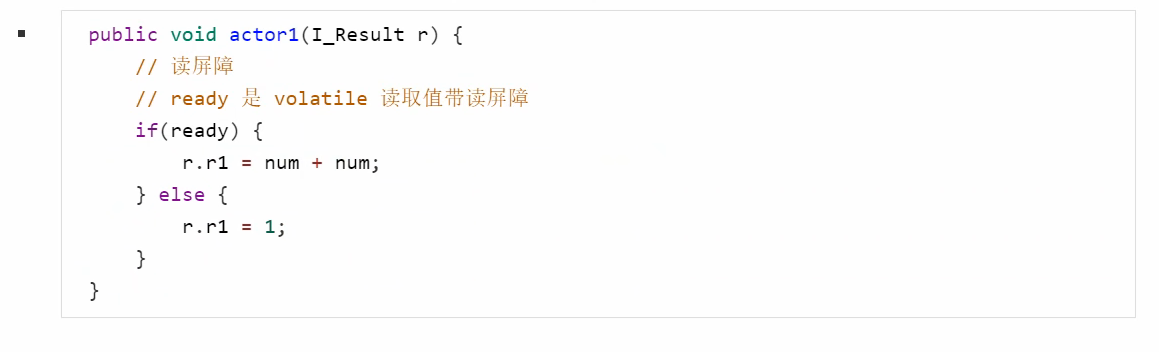 public void actor1(I_Result r) {
    // 读屏障
    // ready 是 volatile 读取值带读屏障
    if(ready) {
        r.r1 = num + num;
    } else {
        r.r1 = 1;
    }
}